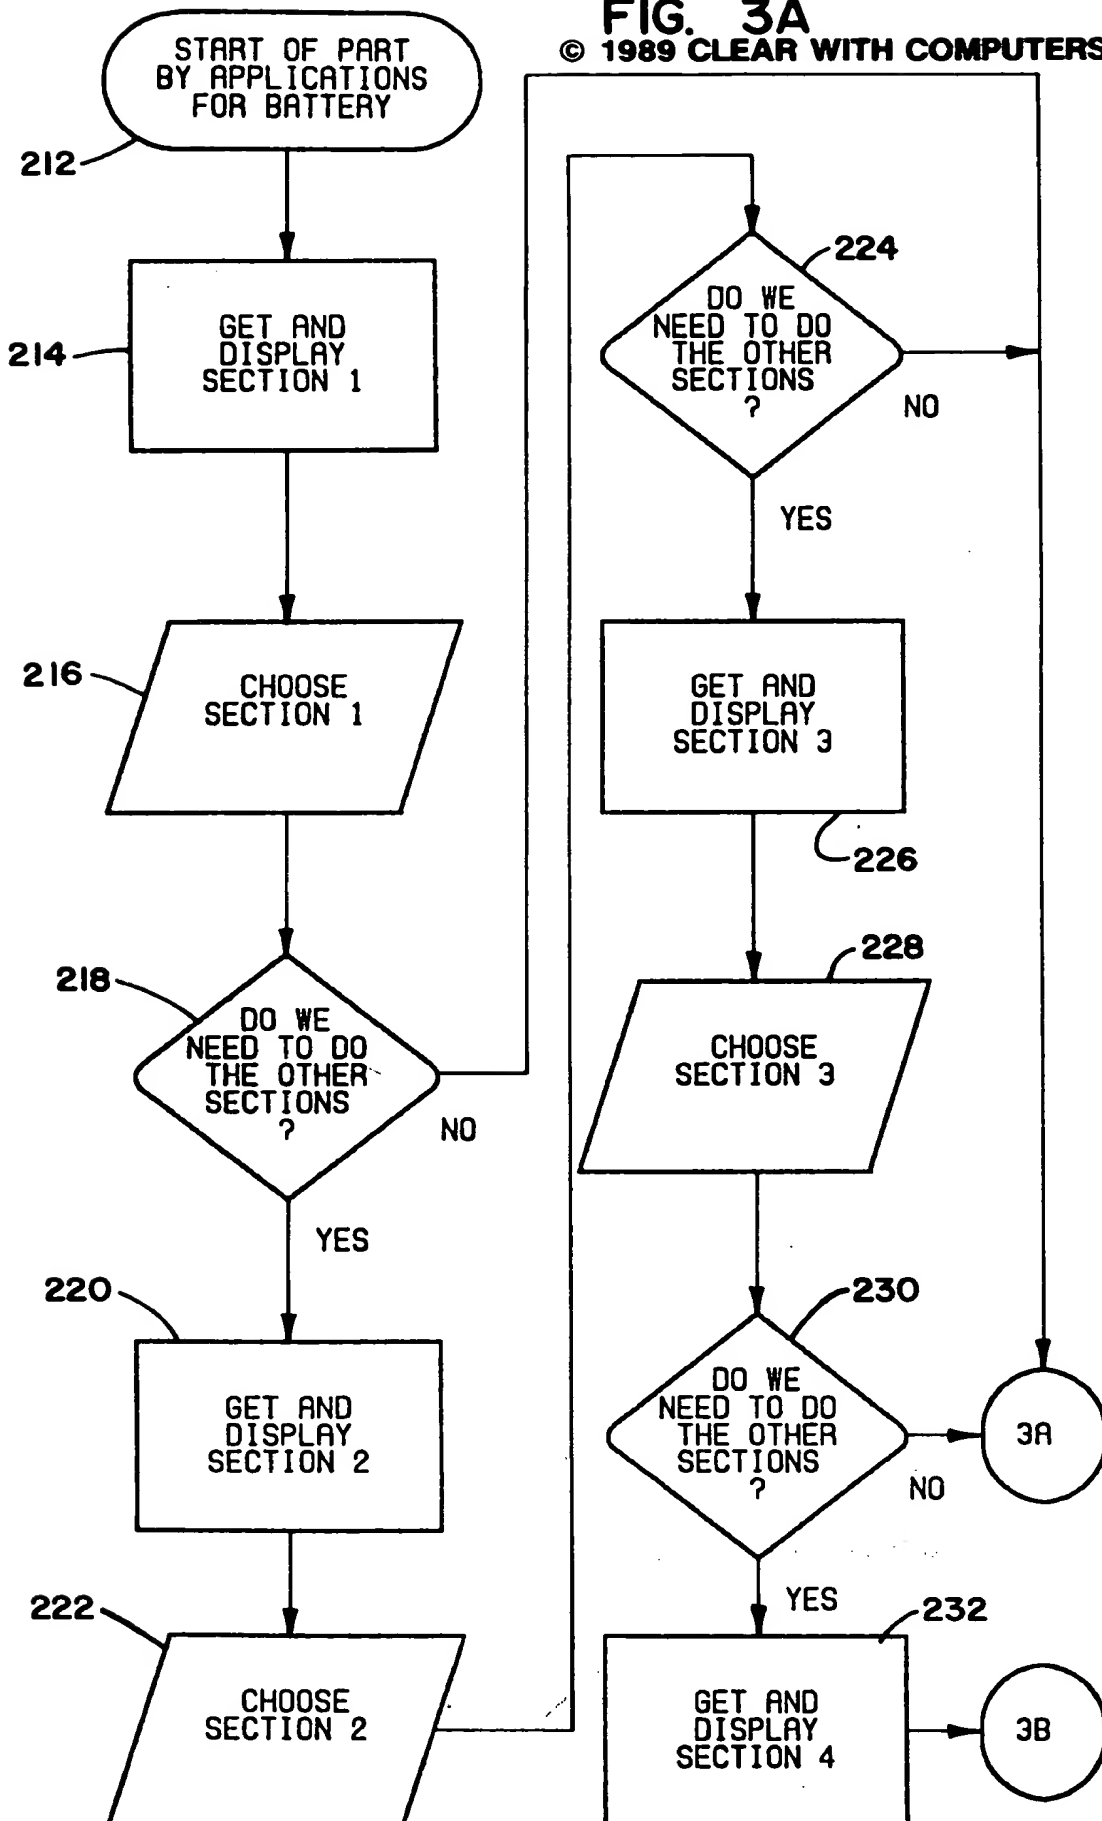 FIG. 3A
© 1989 CLEAR WITH COMPUTERS
START OF PART
BY APPLICATIONS
FOR BATTERY
212
GET AND
DISPLAY
SECTION 1
214
CHOOSE
SECTION 1
216
DO WE
NEED TO DO
THE OTHER
SECTIONS
?
218
NO
YES
GET AND
DISPLAY
SECTION 2
220
CHOOSE
SECTION 2
222
DO WE
NEED TO DO
THE OTHER
SECTIONS
?
224
NO
YES
GET AND
DISPLAY
SECTION 3
226
CHOOSE
SECTION 3
228
DO WE
NEED TO DO
THE OTHER
SECTIONS
?
230
NO
3A
YES
GET AND
DISPLAY
SECTION 4
232
3B